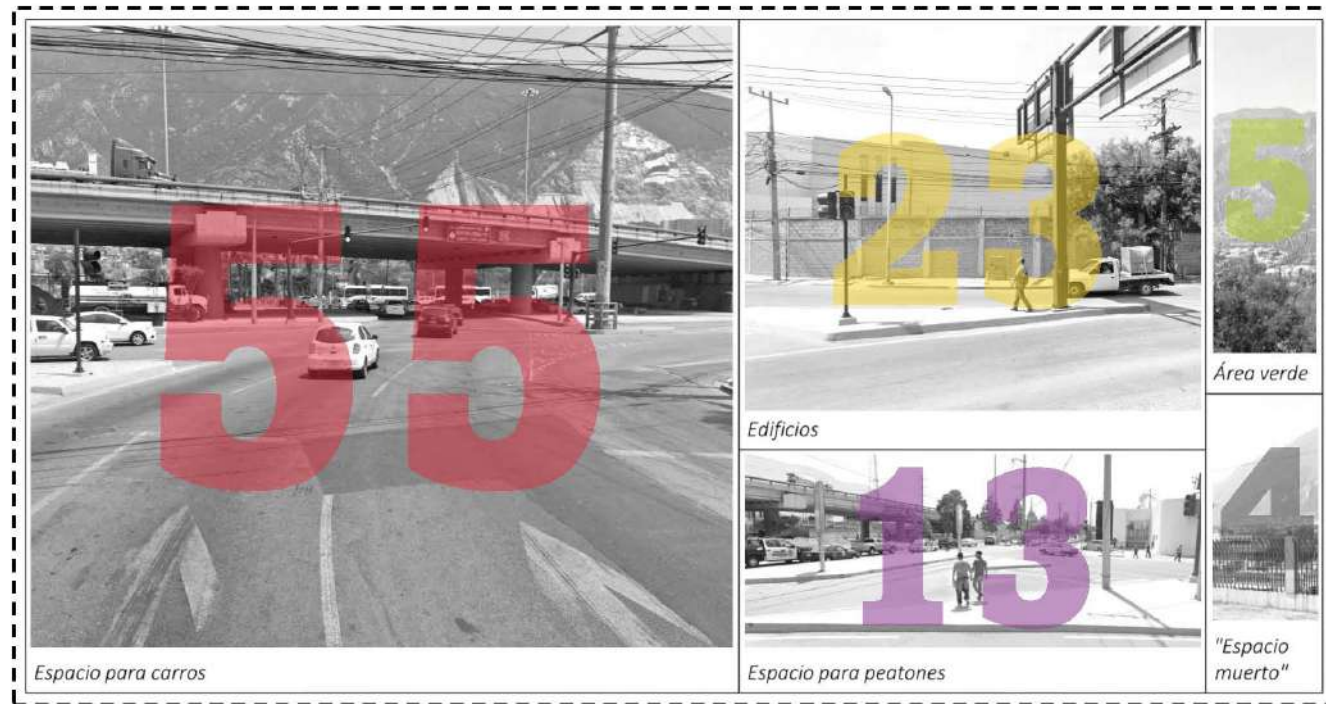 55
Espacio para carros
23
Edificios
13
Espacio para peatones
5
Área verde
4
"Espacio
muerto"